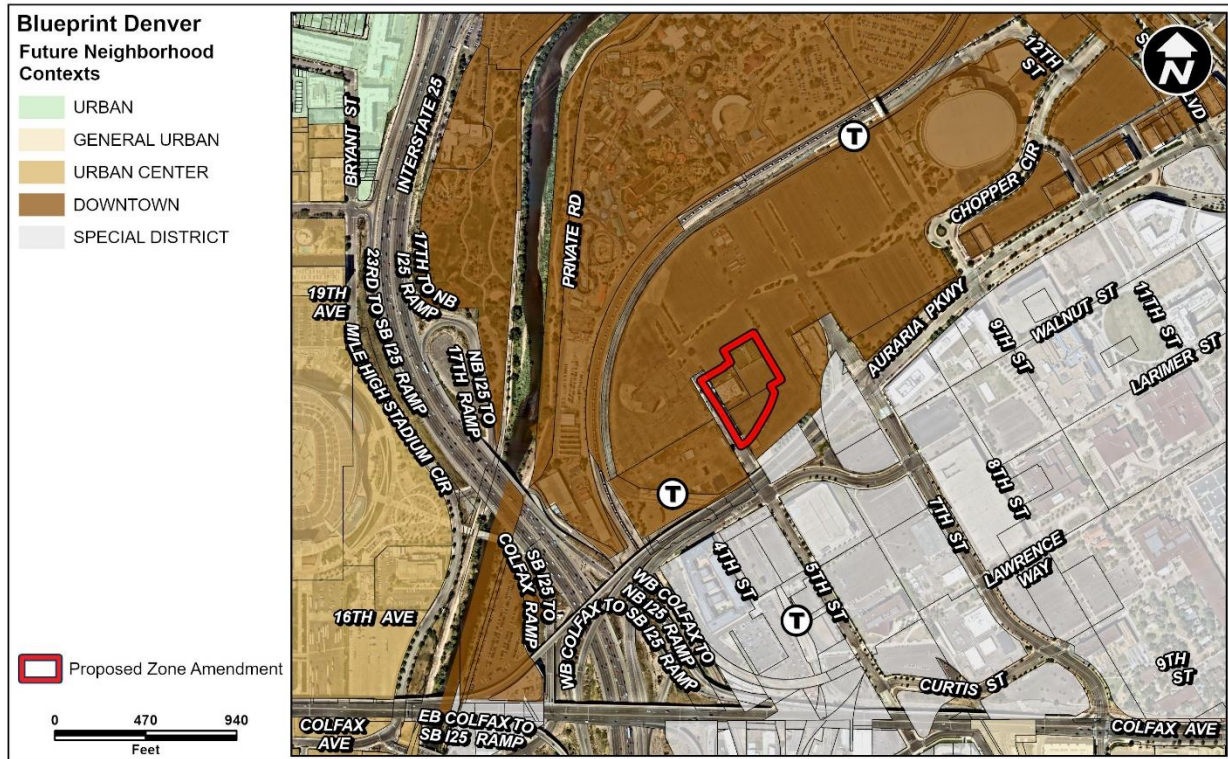 Blueprint Denver
Future Neighborhood
Contexts
URBAN
GENERAL URBAN
URBAN CENTER
DOWNTOWN
SPECIAL DISTRICT
Proposed Zone Amendment
0 470 940
Feet
N
BRYANT ST
INTERSTATE 25
PRIVATE RD
12TH
ST
LVD
CHOPPER CIR
T
17TH TO NB
I25 RAMP
23RD TO SB I25 RAMP
19TH
AVE
MILE HIGH STADIUM CIR
NB I25 TO
17TH RAMP
AURARIA PKWY
9TH ST
WALNUT ST
11TH ST
LARIMER ST
T
4TH ST
5TH ST
7TH ST
8TH ST
LAWRENCE
WAY
SB I25 TO
COLFAX RAMP
WB COLFAX TO SB I25 RAMP
WB COLFAX TO
NB I25 RAMP
T
16TH AVE
9TH
ST
CURTIS ST
COLFAX
AVE
EB COLFAX TO
SB I25 RAMP
COLFAX AVE